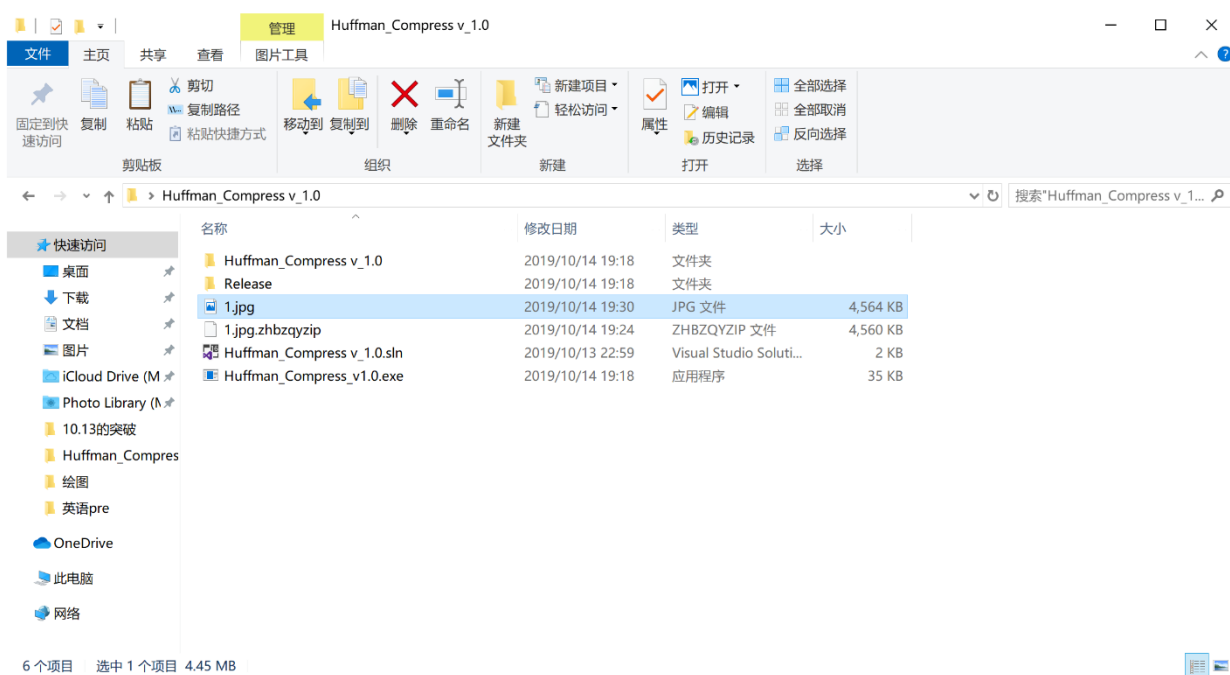 管理 Huffman_Compress v_1.0
文件 主页 共享 查看 图片工具
固定到快速访问
复制
粘贴
剪切
复制路径
粘贴快捷方式
剪贴板
移动到 复制到 删除 重命名
组织
新建文件夹
新建项目
轻松访问
新建
属性
打开
编辑
历史记录
打开
全部选择
全部取消
反向选择
选择
Huffman_Compress v_1.0 搜索"Huffman_Compress v_1...
名称 修改日期 类型 大小
Huffman_Compress v_1.0 2019/10/14 19:18 文件夹
Release 2019/10/14 19:18 文件夹
1.jpg 2019/10/14 19:30 JPG 文件 4,564 KB
1.jpg.zhbzqyzip 2019/10/14 19:24 ZHBZQYZIP 文件 4,560 KB
Huffman_Compress v_1.0.sln 2019/10/13 22:59 Visual Studio Soluti... 2 KB
Huffman_Compress_v1.0.exe 2019/10/14 19:18 应用程序 35 KB
快速访问
桌面
下载
文档
图片
iCloud Drive (M
Photo Library (M
10.13的突破
Huffman_Compres
绘图
英语pre
OneDrive
此电脑
网络
6 个项目 选中 1 个项目 4.45 MB